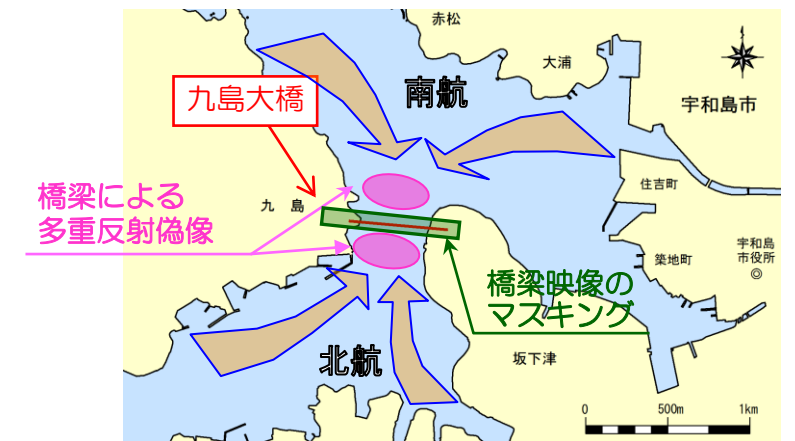 赤松
大浦
南航
九島大橋
宇和島市
橋梁による
多重反射偽像
住吉町
九 島
築地町
宇和島
市役所
◎
橋梁映像の
マスキング
北航
坂下津
0 500m 1km